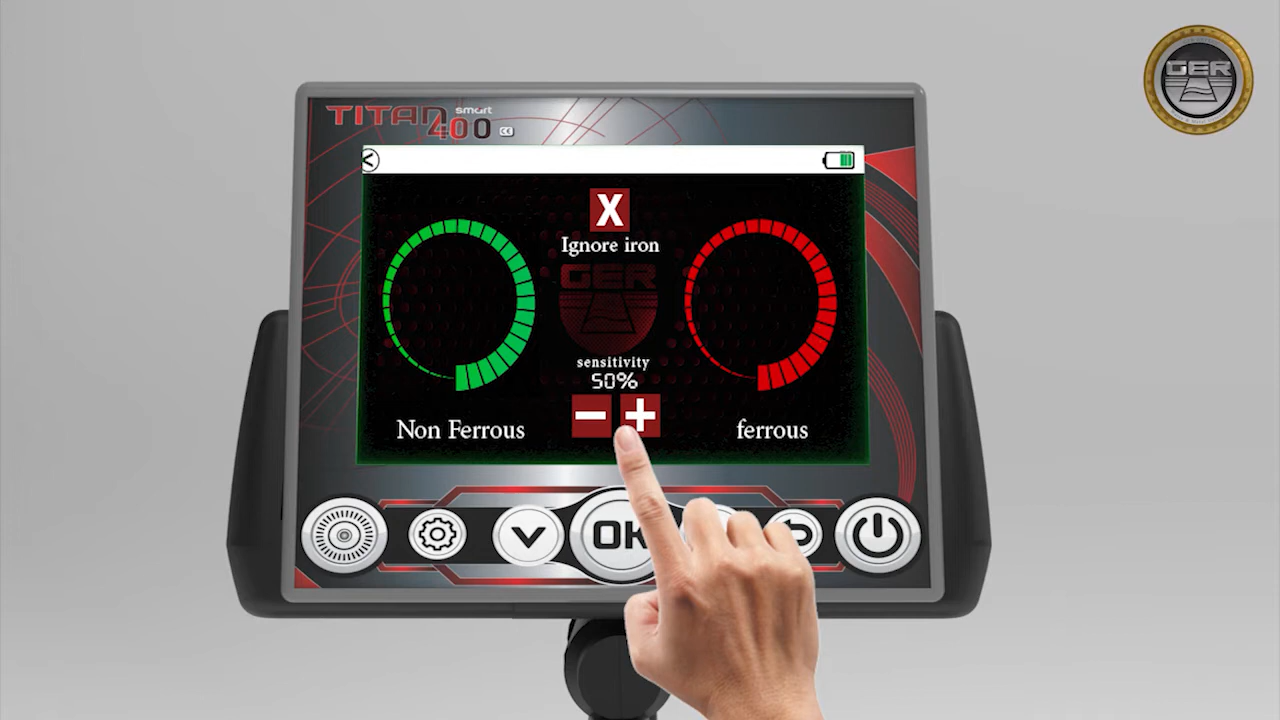 GER
TITAN smart
400
X
Ignore iron
GER
sensitivity
50%
Non Ferrous
ferrous
OK